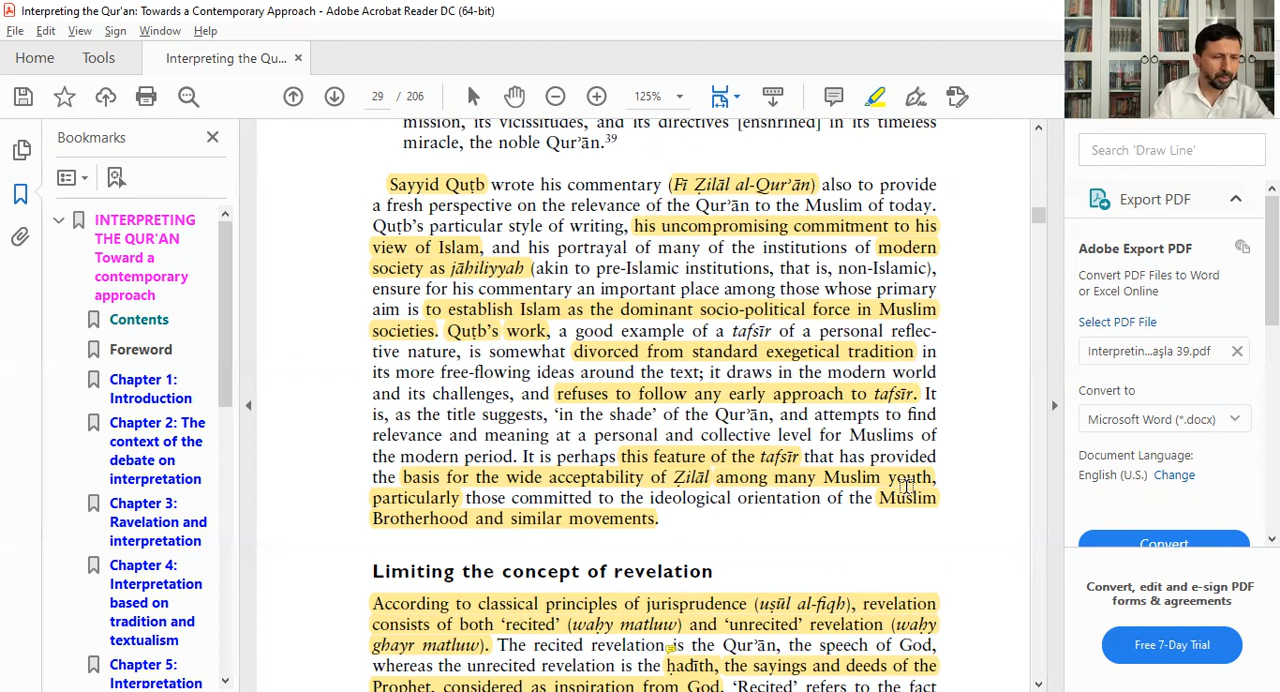 Interpreting the Qur'an: Towards a Contemporary Approach - Adobe Acrobat Reader DC (64-bit)
File Edit View Sign Window Help
Home Tools Interpreting the Qu... ×
29 / 206 125%
Bookmarks
INTERPRETING
THE QUR'AN
Toward a
contemporary
approach
Contents
Foreword
Chapter 1:
Introduction
Chapter 2: The
context of the
debate on
interpretation
Chapter 3:
Ravelation and
interpretation
Chapter 4:
Interpretation
based on
tradition and
textualism
Chapter 5:
Interpretation
mission, its vicissitudes, and its directives [enshrined] in its timeless
miracle, the noble Qurʾān.39
Sayyid Quṭb wrote his commentary (Fī Ẓilāl al-Qurʾān) also to provide
a fresh perspective on the relevance of the Qurʾān to the Muslim of today.
Quṭb's particular style of writing, his uncompromising commitment to his
view of Islam, and his portrayal of many of the institutions of modern
society as jāhiliyyah (akin to pre-Islamic institutions, that is, non-Islamic),
ensure for his commentary an important place among those whose primary
aim is to establish Islam as the dominant socio-political force in Muslim
societies. Quṭb's work, a good example of a tafsīr of a personal reflec-
tive nature, is somewhat divorced from standard exegetical tradition in
its more free-flowing ideas around the text; it draws in the modern world
and its challenges, and refuses to follow any early approach to tafsīr. It
is, as the title suggests, 'in the shade' of the Qurʾān, and attempts to find
relevance and meaning at a personal and collective level for Muslims of
the modern period. It is perhaps this feature of the tafsīr that has provided
the basis for the wide acceptability of Ẓilāl among many Muslim youth,
particularly those committed to the ideological orientation of the Muslim
Brotherhood and similar movements.
Limiting the concept of revelation
According to classical principles of jurisprudence (uṣūl al-fiqh), revelation
consists of both 'recited' (waḥy matluw) and 'unrecited' revelation (waḥy
ghayr matluw). The recited revelation is the Qurʾān, the speech of God,
whereas the unrecited revelation is the ḥadīth, the sayings and deeds of the
Prophet, considered as inspiration from God. 'Recited' refers to the fact
Search 'Draw Line'
Export PDF
Adobe Export PDF
Convert PDF Files to Word
or Excel Online
Select PDF File
Interpretin...aşla 39.pdf
Convert to
Microsoft Word (*.docx)
Document Language:
English (U.S.) Change
Convert
Convert, edit and e-sign PDF
forms & agreements
Free 7-Day Trial